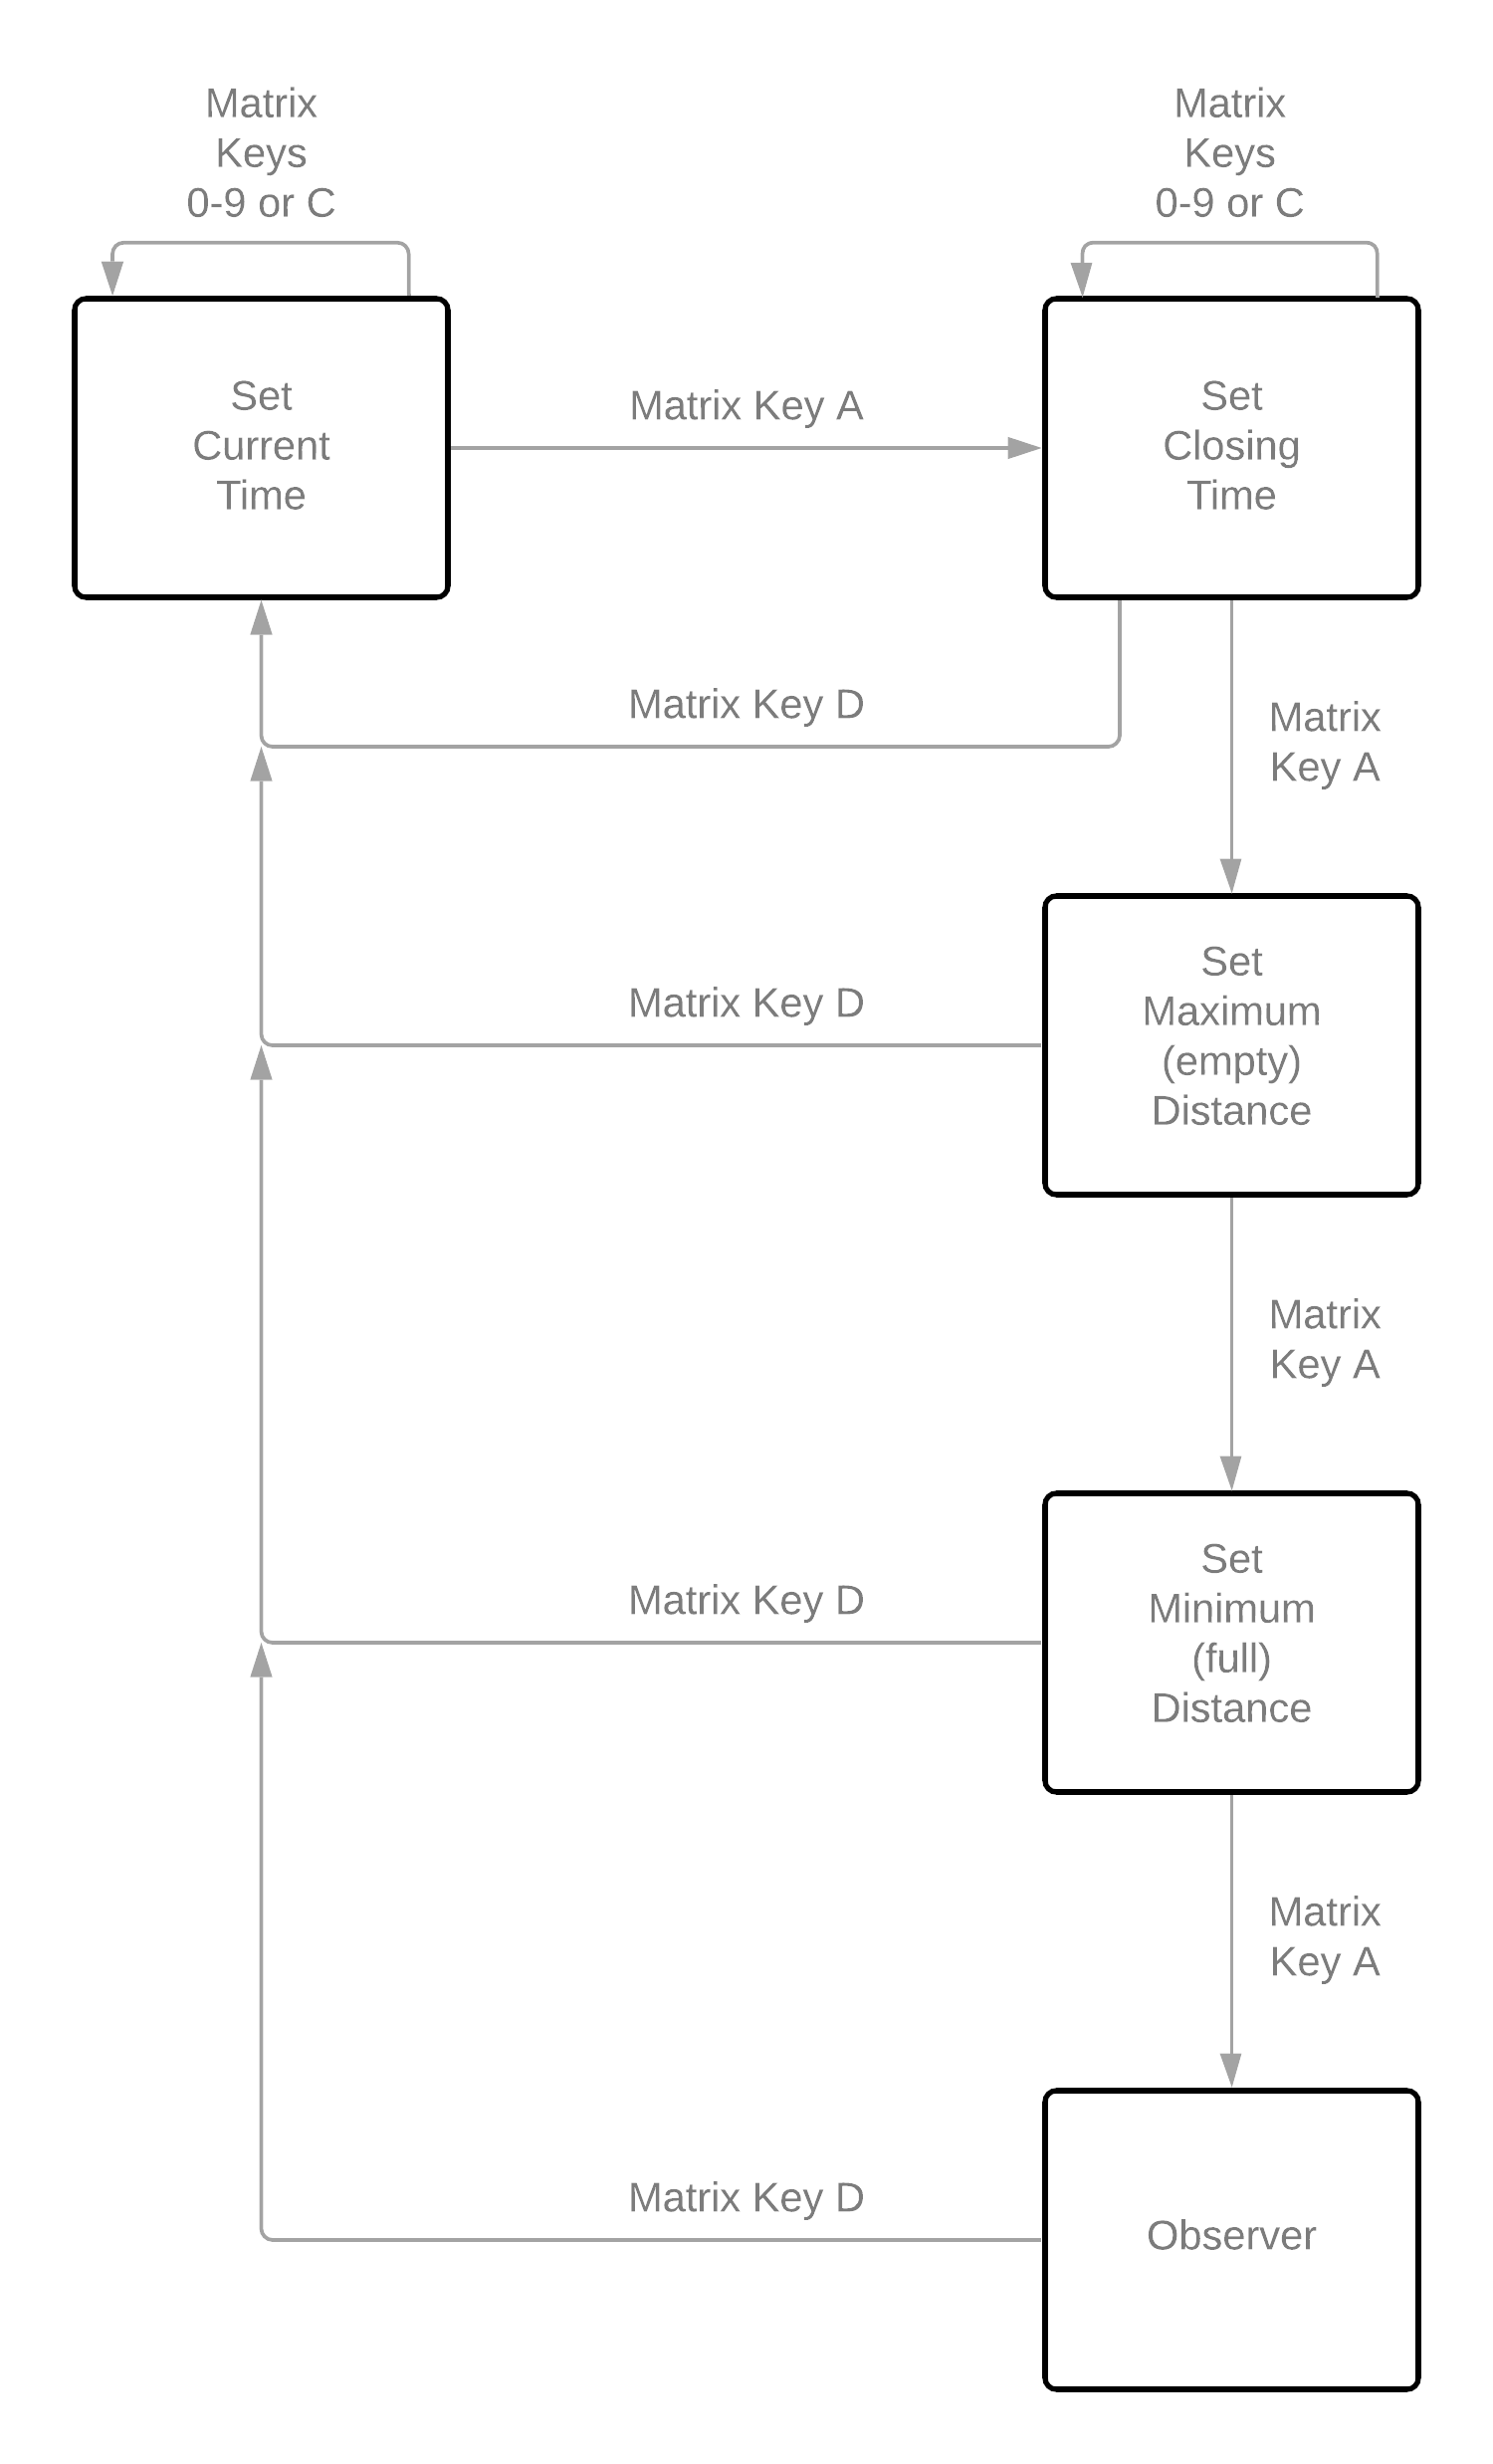 Matrix
Keys
0-9 or C
Matrix
Keys
0-9 or C
Set
Current
Time
Matrix Key A
Set
Closing
Time
Matrix Key D
Matrix
Key A
Matrix Key D
Set
Maximum
(empty)
Distance
Matrix
Key A
Matrix Key D
Set
Minimum
(full)
Distance
Matrix
Key A
Matrix Key D
Observer